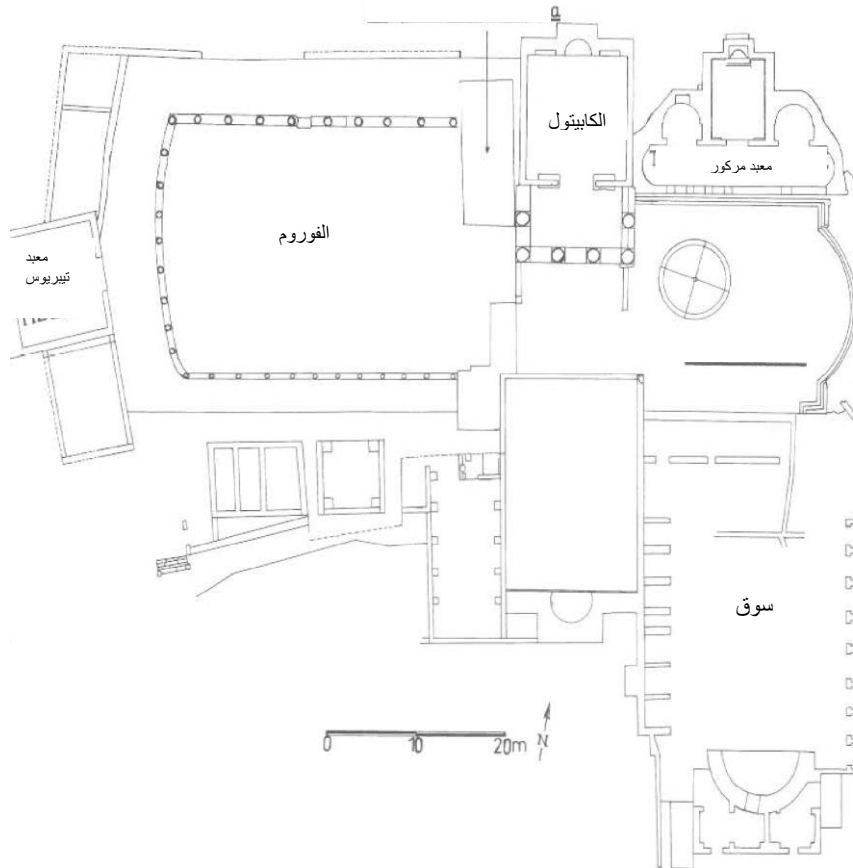 a
الكابيتول
معبد مركور
الفوروم
معبد
تيبريوس
سوق
0 10 20m
N